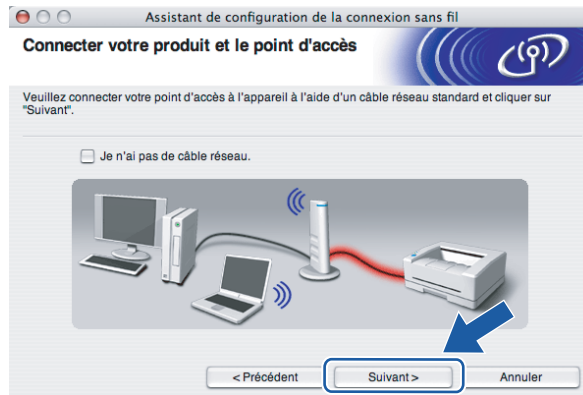 Assistant de configuration de la connexion sans fil
Connecter votre produit et le point d'accès
Veuillez connecter votre point d'accès à l'appareil à l'aide d'un câble réseau standard et cliquer sur
"Suivant".
Je n'ai pas de câble réseau.
< Précédent
Suivant >
Annuler